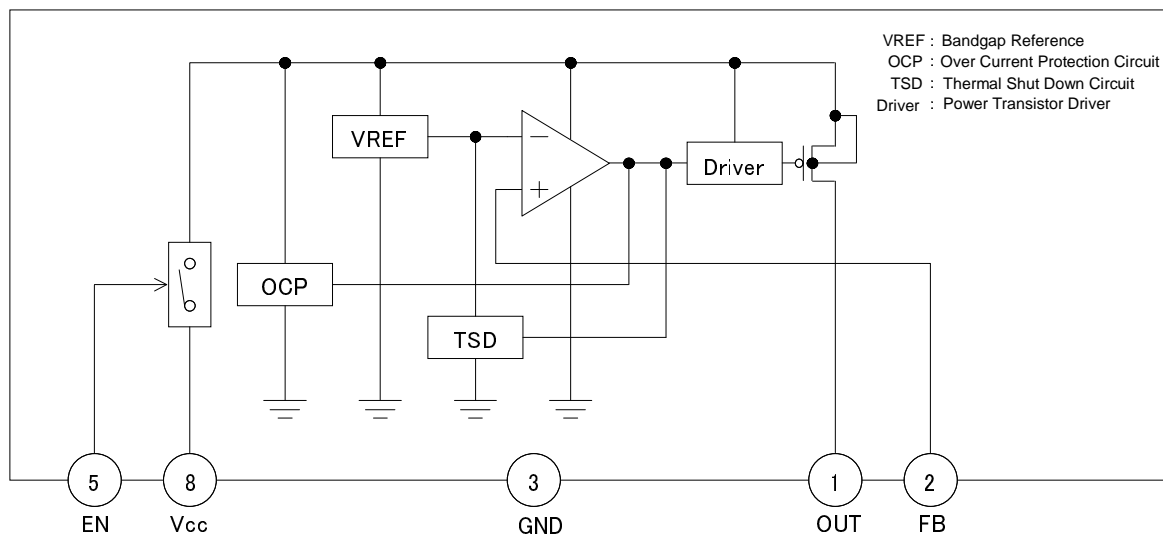 VREF : Bandgap Reference
OCP : Over Current Protection Circuit
TSD : Thermal Shut Down Circuit
Driver : Power Transistor Driver
VREF
−
+
Driver
OCP
TSD
5
8
3
1
2
EN
Vcc
GND
OUT
FB